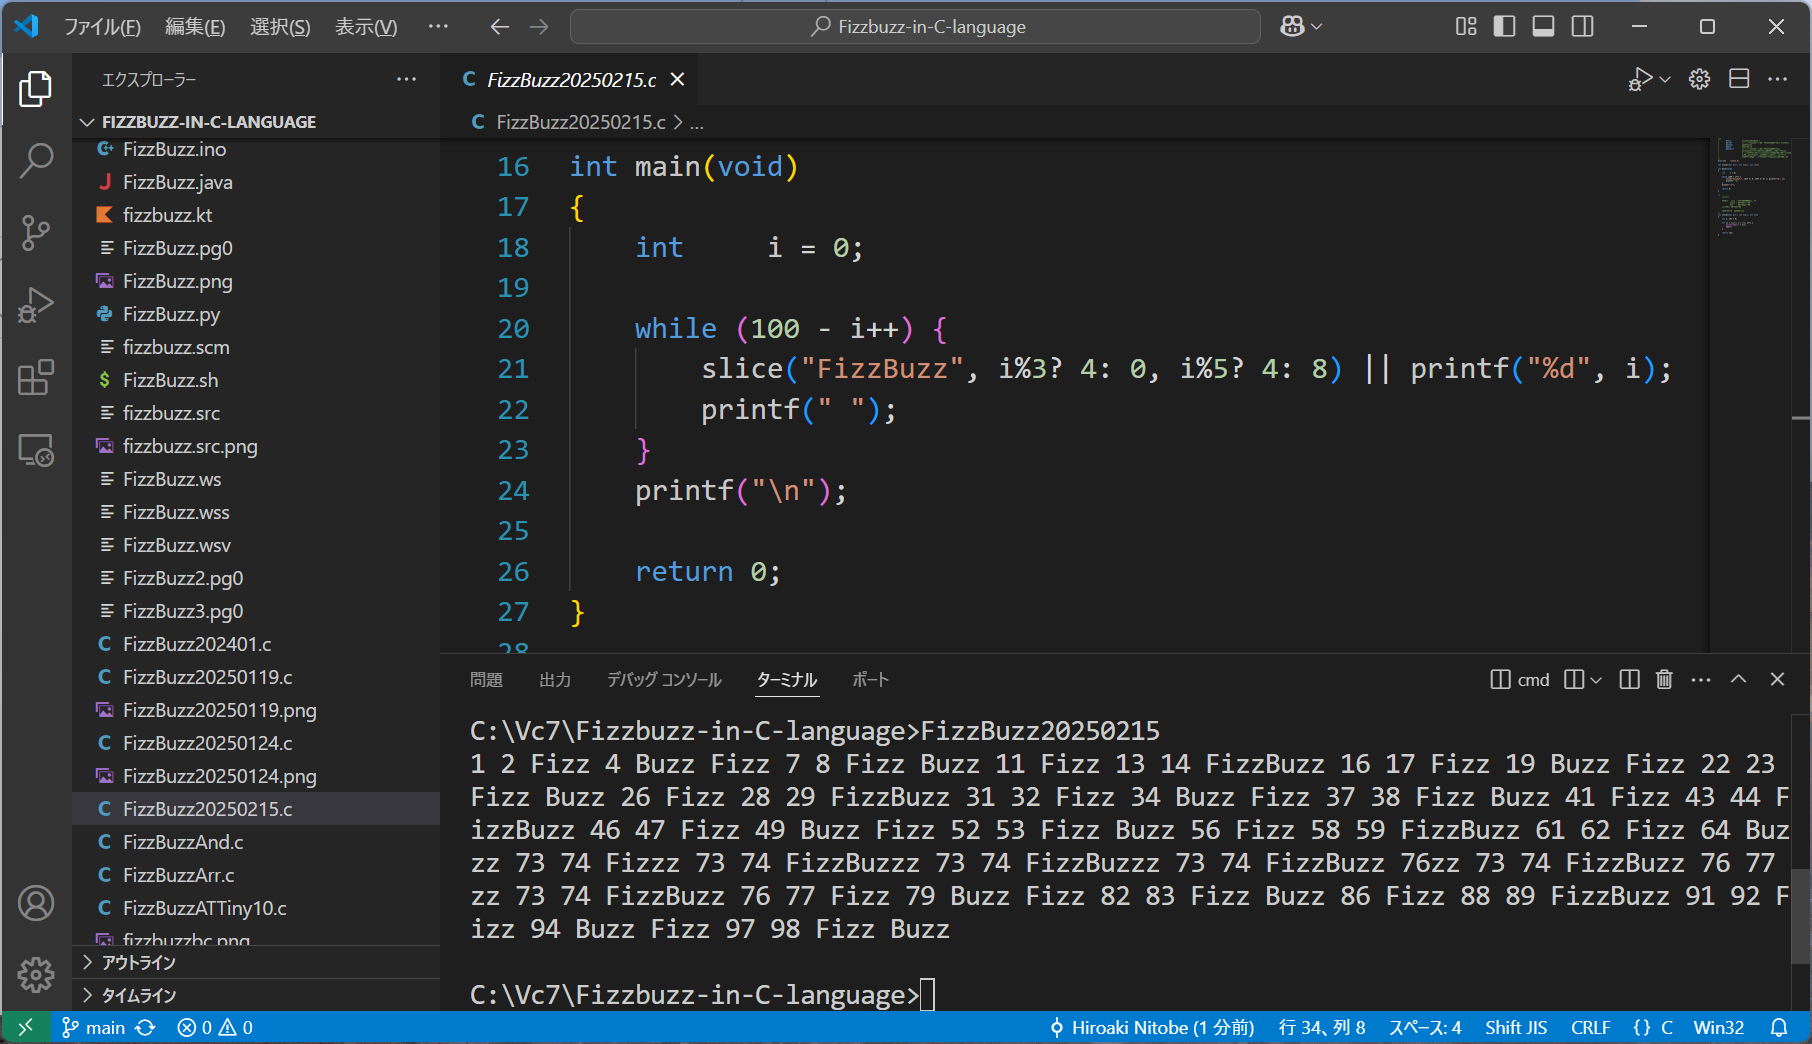 ファイル(F) 編集(E) 選択(S) 表示(V) ··· Fizzbuzz-in-C-language
エクスプローラー ···
FIZZBUZZ-IN-C-LANGUAGE
FizzBuzz.ino
FizzBuzz.java
fizzbuzz.kt
FizzBuzz.pg0
FizzBuzz.png
FizzBuzz.py
fizzbuzz.scm
FizzBuzz.sh
fizzbuzz.src
fizzbuzz.src.png
FizzBuzz.ws
FizzBuzz.wss
FizzBuzz.wsv
FizzBuzz2.pg0
FizzBuzz3.pg0
FizzBuzz202401.c
FizzBuzz20250119.c
FizzBuzz20250119.png
FizzBuzz20250124.c
FizzBuzz20250124.png
FizzBuzz20250215.c
FizzBuzzAnd.c
FizzBuzzArr.c
FizzBuzzATTiny10.c
fizzbuzzbc.png
アウトライン
タイムライン
C FizzBuzz20250215.c
C FizzBuzz20250215.c > ...
16 int main(void)
17 {
18 int     i = 0;
19
20 while (100 - i++) {
21 slice("FizzBuzz", i%3? 4: 0, i%5? 4: 8) || printf("%d", i);
22 printf(" ");
23 }
24 printf("\n");
25
26 return 0;
27 }
28
問題 出力 デバッグ コンソール ターミナル ポート cmd
C:\Vc7\Fizzbuzz-in-C-language>FizzBuzz20250215
1 2 Fizz 4 Buzz Fizz 7 8 Fizz Buzz 11 Fizz 13 14 FizzBuzz 16 17 Fizz 19 Buzz Fizz 22 23
Fizz Buzz 26 Fizz 28 29 FizzBuzz 31 32 Fizz 34 Buzz Fizz 37 38 Fizz Buzz 41 Fizz 43 44 F
izzBuzz 46 47 Fizz 49 Buzz Fizz 52 53 Fizz Buzz 56 Fizz 58 59 FizzBuzz 61 62 Fizz 64 Buz
zz 73 74 Fizzz 73 74 FizzBuzzz 73 74 FizzBuzzz 73 74 FizzBuzz 76zz 73 74 FizzBuzz 76 77
zz 73 74 FizzBuzz 76 77 Fizz 79 Buzz Fizz 82 83 Fizz Buzz 86 Fizz 88 89 FizzBuzz 91 92 F
izz 94 Buzz Fizz 97 98 Fizz Buzz
C:\Vc7\Fizzbuzz-in-C-language>
main 0 0 Hiroaki Nitobe (1 分前) 行 34、列 8 スペース: 4 Shift JIS CRLF {} C Win32